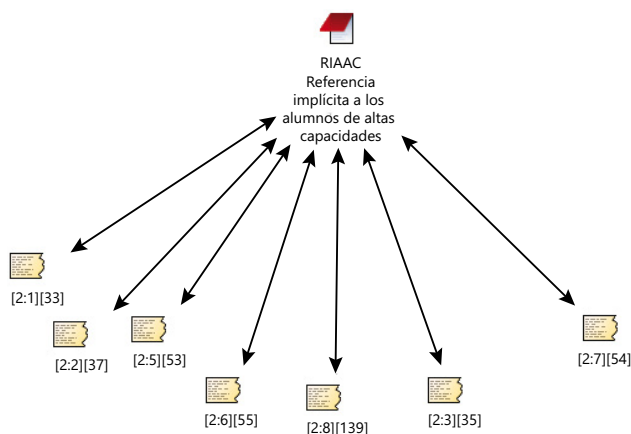 RIAAC
Referencia
implícita a los
alumnos de altas
capacidades
[2:1][33]
[2:2][37]
[2:5][53]
[2:7][54]
[2:6][55]
[2:8][139]
[2:3][35]